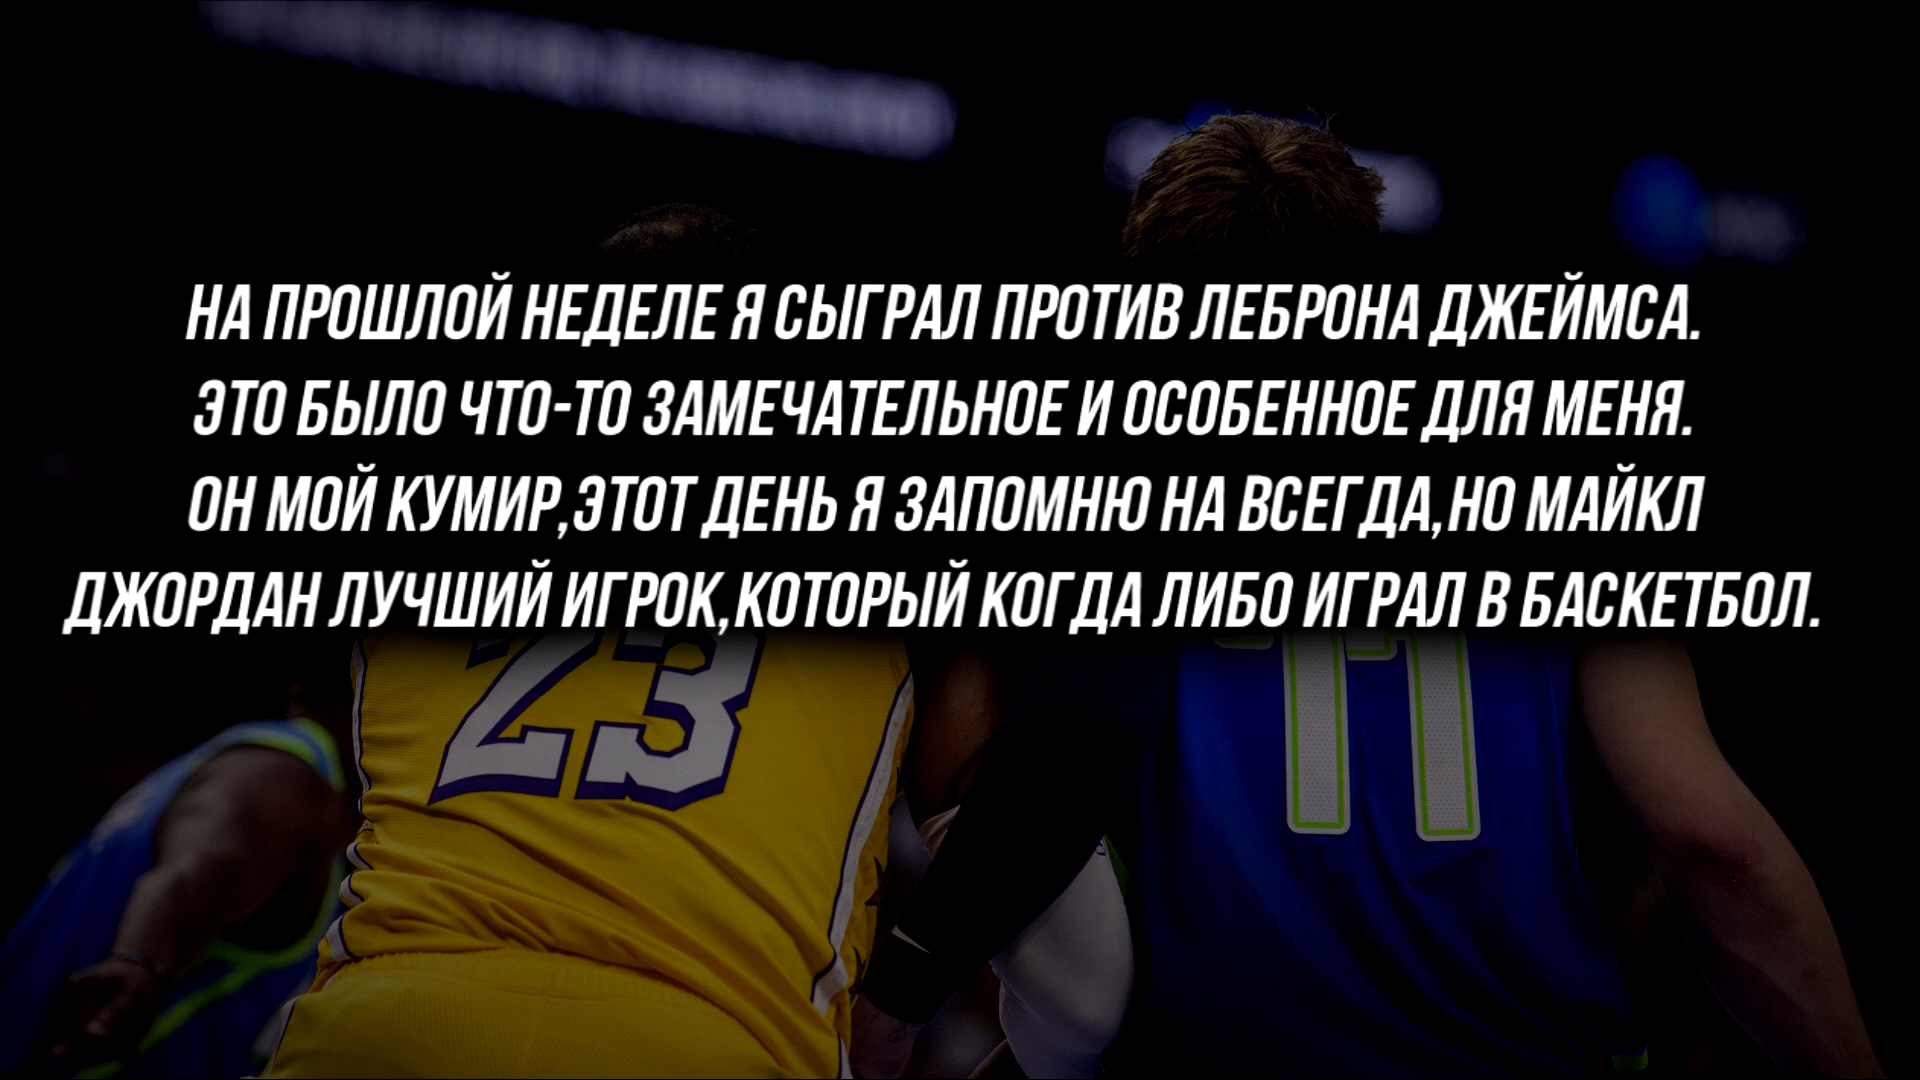 НА ПРОШЛОЙ НЕДЕЛЕ Я СЫГРАЛ ПРОТИВ ЛЕБРОНА ДЖЕЙМСА.
ЭТО БЫЛО ЧТО-ТО ЗАМЕЧАТЕЛЬНОЕ И ОСОБЕННОЕ ДЛЯ МЕНЯ.
ОН МОЙ КУМИР,ЭТОТ ДЕНЬ Я ЗАПОМНЮ НА ВСЕГДА,НО МАЙКЛ
ДЖОРДАН ЛУЧШИЙ ИГРОК,КОТОРЫЙ КОГДА ЛИБО ИГРАЛ В БАСКЕТБОЛ.
23
77